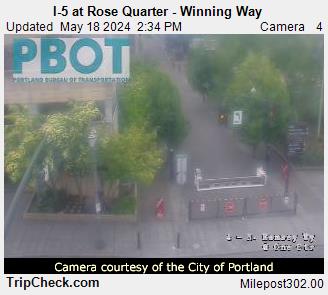 I-5 at Rose Quarter - Winning Way
Updated May 18 2024 2:34 PM Camera 4
PBOT
PORTLAND BUREAU OF TRANSPORTATION
Camera courtesy of the City of Portland
TripCheck.com Milepost302.00